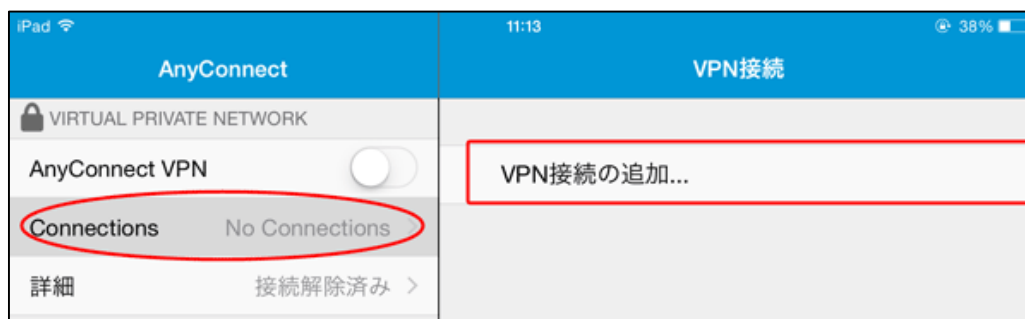 iPad 11:13 38%
AnyConnect VPN接続
VIRTUAL PRIVATE NETWORK
AnyConnect VPN
VPN接続の追加...
Connections No Connections
詳細 接続解除済み